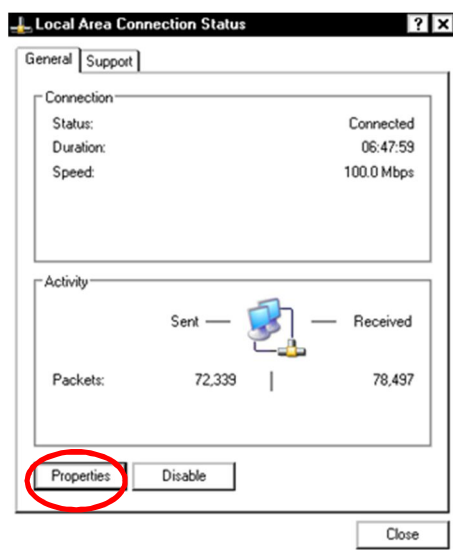 Local Area Connection Status
General Support
Connection
Status: Connected
Duration: 06:47:59
Speed: 100.0 Mbps
Activity
Sent — — Received
Packets: 72,339 | 78,497
Properties Disable
Close